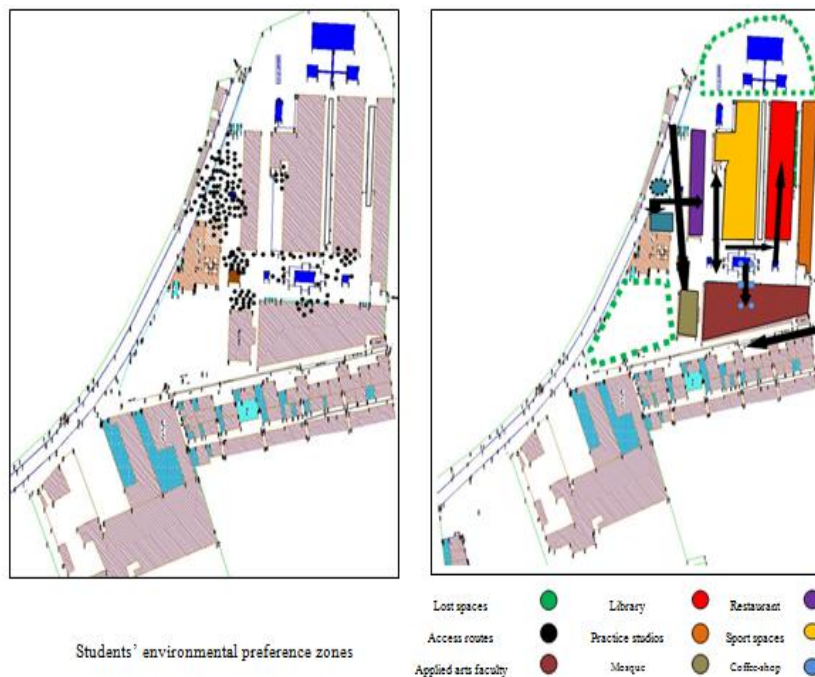 Lost spaces Library Restaurant
Access routes Practice studios Sport spaces
Applied arts faculty Mosque Coffee-shop
Students’ environmental preference zones